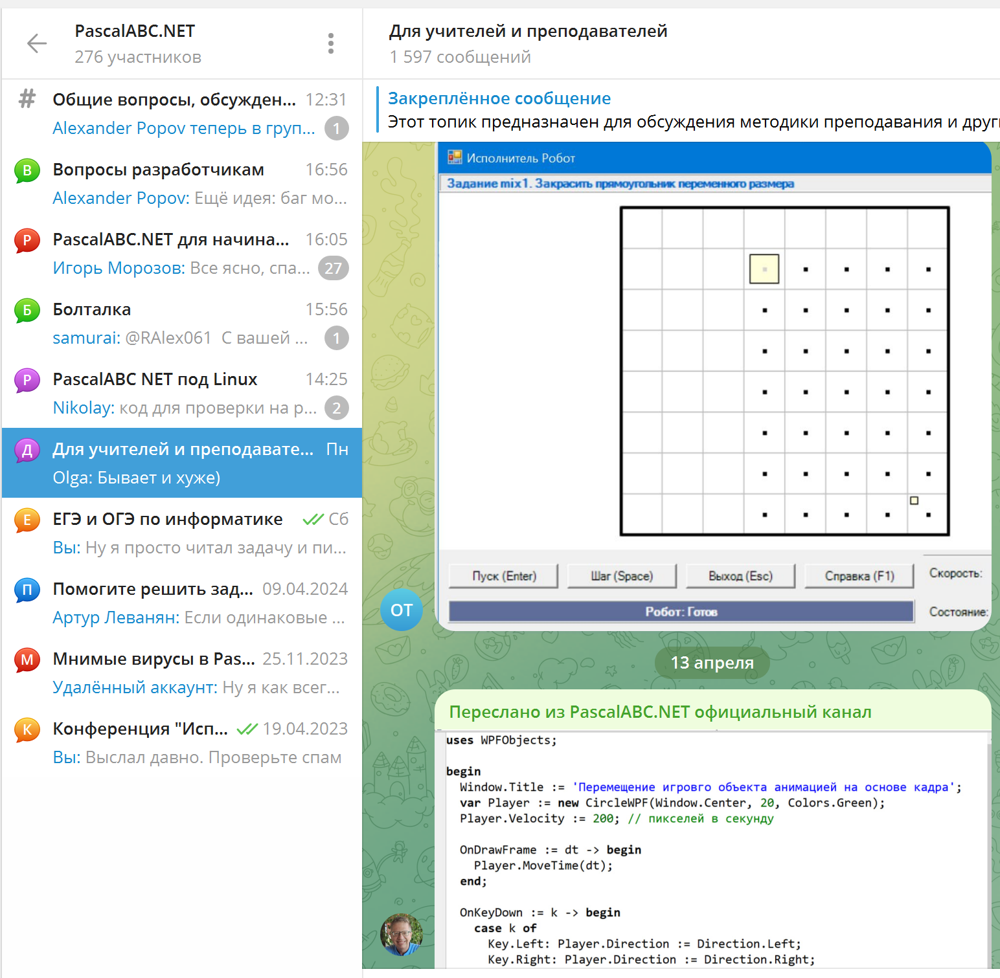 PascalABC.NET
276 участников
# Общие вопросы, обсужден... 12:31
Alexander Popov теперь в груп... 1
В Вопросы разработчикам 16:56
Alexander Popov: Ещё идея: баг мо...
P PascalABC.NET для начина... 16:05
Игорь Морозов: Все ясно, спа... 27
Б Болталка 15:56
samurai: @RAlex061 С вашей ... 1
P PascalABC NET под Linux 14:25
Nikolay: код для проверки на р... 2
Д Для учителей и преподавате... Пн
Olga: Бывает и хуже)
Е ЕГЭ и ОГЭ по информатике Сб
Вы: Ну я просто читал задачу и пи...
П Помогите решить зад... 09.04.2024
Артур Леванян: Если одинаковые ...
М Мнимые вирусы в Pas... 25.11.2023
Удалённый аккаунт: Ну я как всег...
К Конференция "Исп... 19.04.2023
Вы: Выслал давно. Проверьте спам
Для учителей и преподавателей
1 597 сообщений
Закреплённое сообщение
Этот топик предназначен для обсуждения методики преподавания и други
Исполнитель Робот
Задание mix1. Закрасить прямоугольник переменного размера
Пуск (Enter) Шаг (Space) Выход (Esc) Справка (F1) Скорость:
Робот: Готов Состояние:
ОТ
13 апреля
Переслано из PascalABC.NET официальный канал
uses WPFObjects;
begin
Window.Title := 'Перемещение игровго объекта анимацией на основе кадра';
var Player := new CircleWPF(Window.Center, 20, Colors.Green);
Player.Velocity := 200; // пикселей в секунду
OnDrawFrame := dt -> begin
Player.MoveTime(dt);
end;
OnKeyDown := k -> begin
case k of
Key.Left: Player.Direction := Direction.Left;
Key.Right: Player.Direction := Direction.Right;